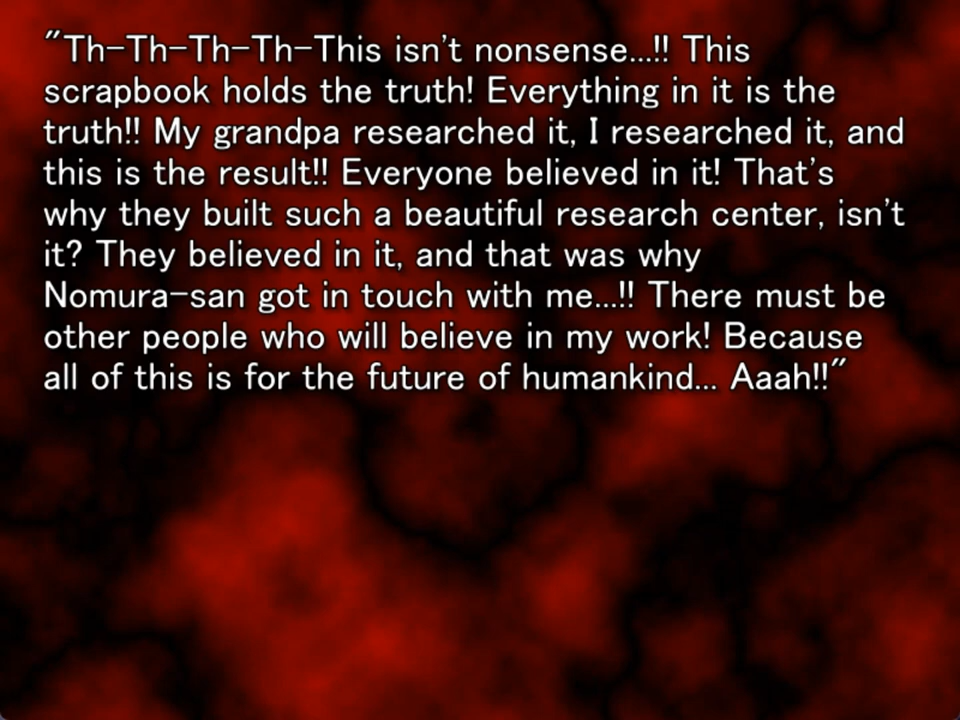 "Th-Th-Th-Th-This isn't nonsense...!! This
scrapbook holds the truth! Everything in it is the
truth!! My grandpa researched it, I researched it, and
this is the result!! Everyone believed in it! That's
why they built such a beautiful research center, isn't
it? They believed in it, and that was why
Nomura-san got in touch with me...!! There must be
other people who will believe in my work! Because
all of this is for the future of humankind... Aaah!!"